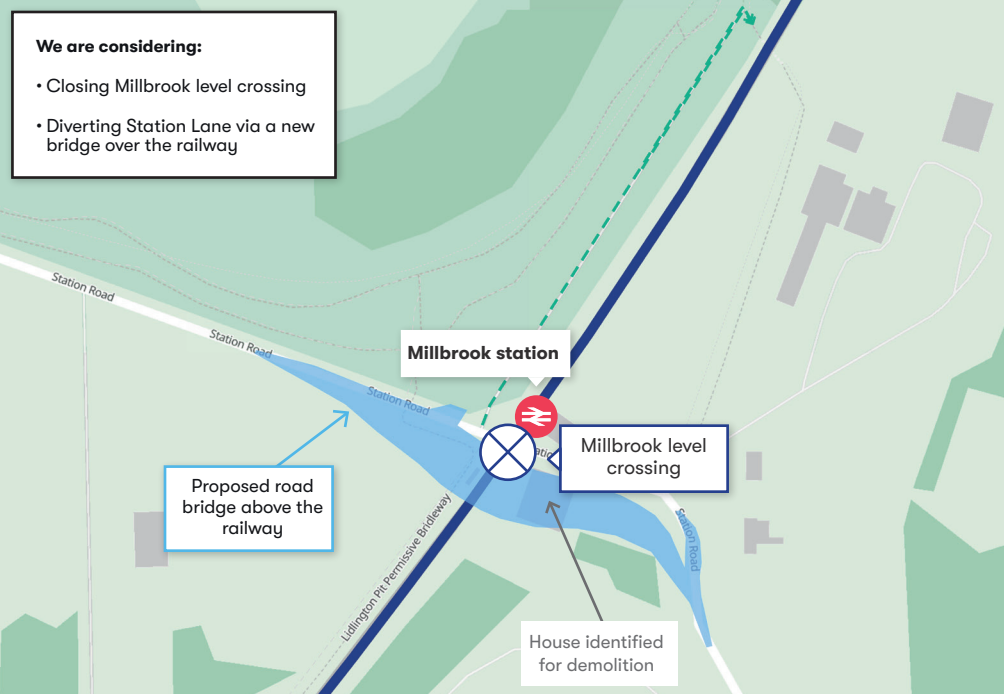 We are considering:
• Closing Millbrook level crossing
• Diverting Station Lane via a new
bridge over the railway
Station Road
Station Road
Millbrook station
Station Road
Millbrook level
crossing
Proposed road
bridge above the
railway
Station Road
Lidlington Pit Permissive Bridleway
House identified
for demolition